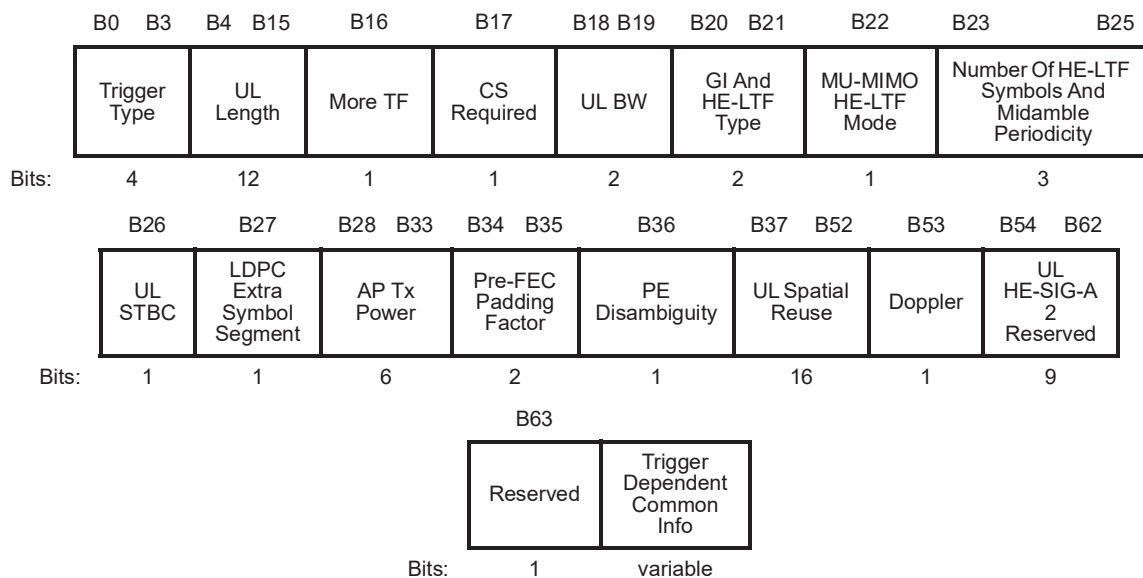 B0 B3 B4 B15 B16 B17 B18 B19 B20 B21 B22 B23 B25
Trigger Type
UL Length
More TF
CS Required
UL BW
GI And HE-LTF Type
MU-MIMO HE-LTF Mode
Number Of HE-LTF Symbols And Midamble Periodicity
Bits: 4 12 1 1 2 2 1 3
B26 B27 B28 B33 B34 B35 B36 B37 B52 B53 B54 B62
UL STBC
LDPC Extra Symbol Segment
AP Tx Power
Pre-FEC Padding Factor
PE Disambiguity
UL Spatial Reuse
Doppler
UL HE-SIG-A 2 Reserved
Bits: 1 1 6 2 1 16 1 9
B63
Reserved
Trigger Dependent Common Info
Bits: 1 variable